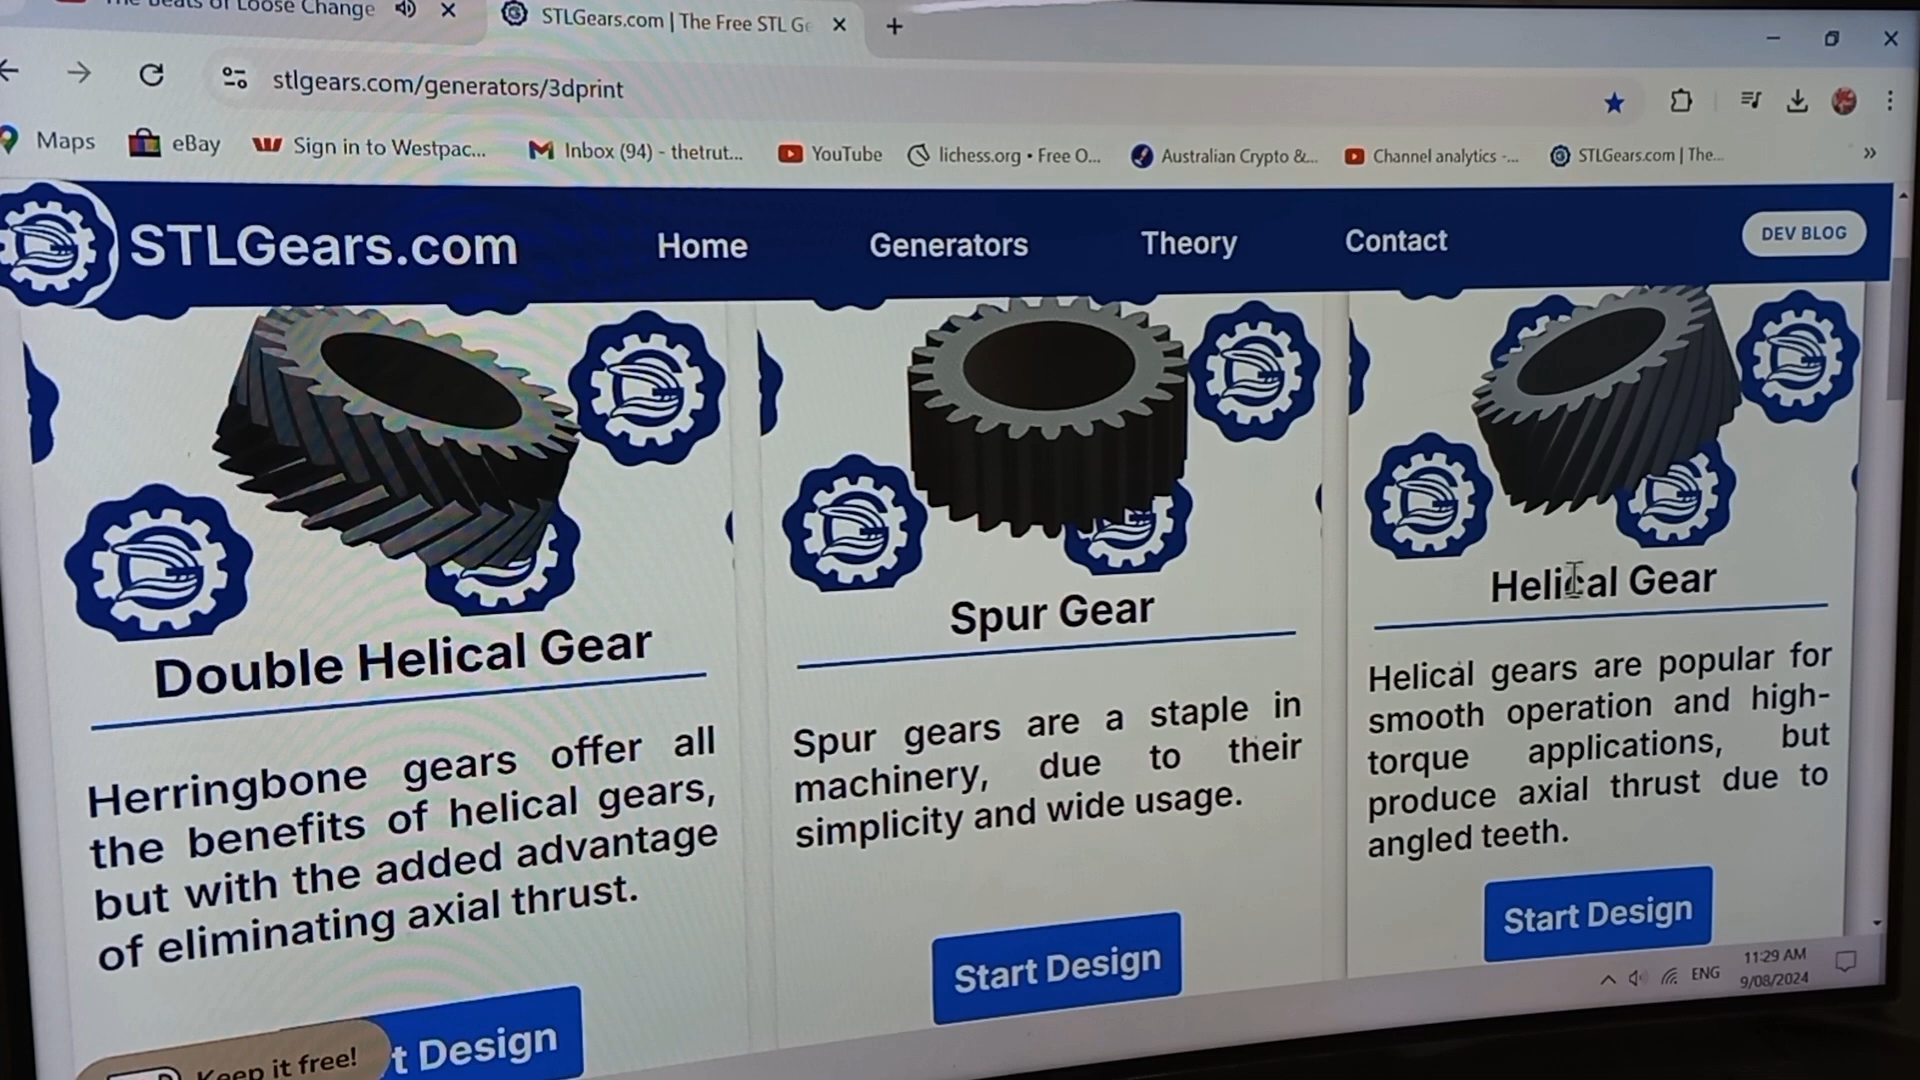 Beats of Loose Change
STLGears.com | The Free STL Ge
stlgears.com/generators/3dprint
Maps
eBay
Sign in to Westpac...
Inbox (94) - thetrut...
YouTube
lichess.org • Free O...
Australian Crypto &...
Channel analytics -...
STLGears.com | The...
»
STLGears.com
Home
Generators
Theory
Contact
DEV BLOG
Double Helical Gear
Herringbone gears offer all
the benefits of helical gears,
but with the added advantage
of eliminating axial thrust.
t Design
Keep it free!
Spur Gear
Spur gears are a staple in
machinery, due to their
simplicity and wide usage.
Start Design
Helical Gear
Helical gears are popular for
smooth operation and high-
torque applications, but
produce axial thrust due to
angled teeth.
Start Design
ENG
11:29 AM
9/08/2024